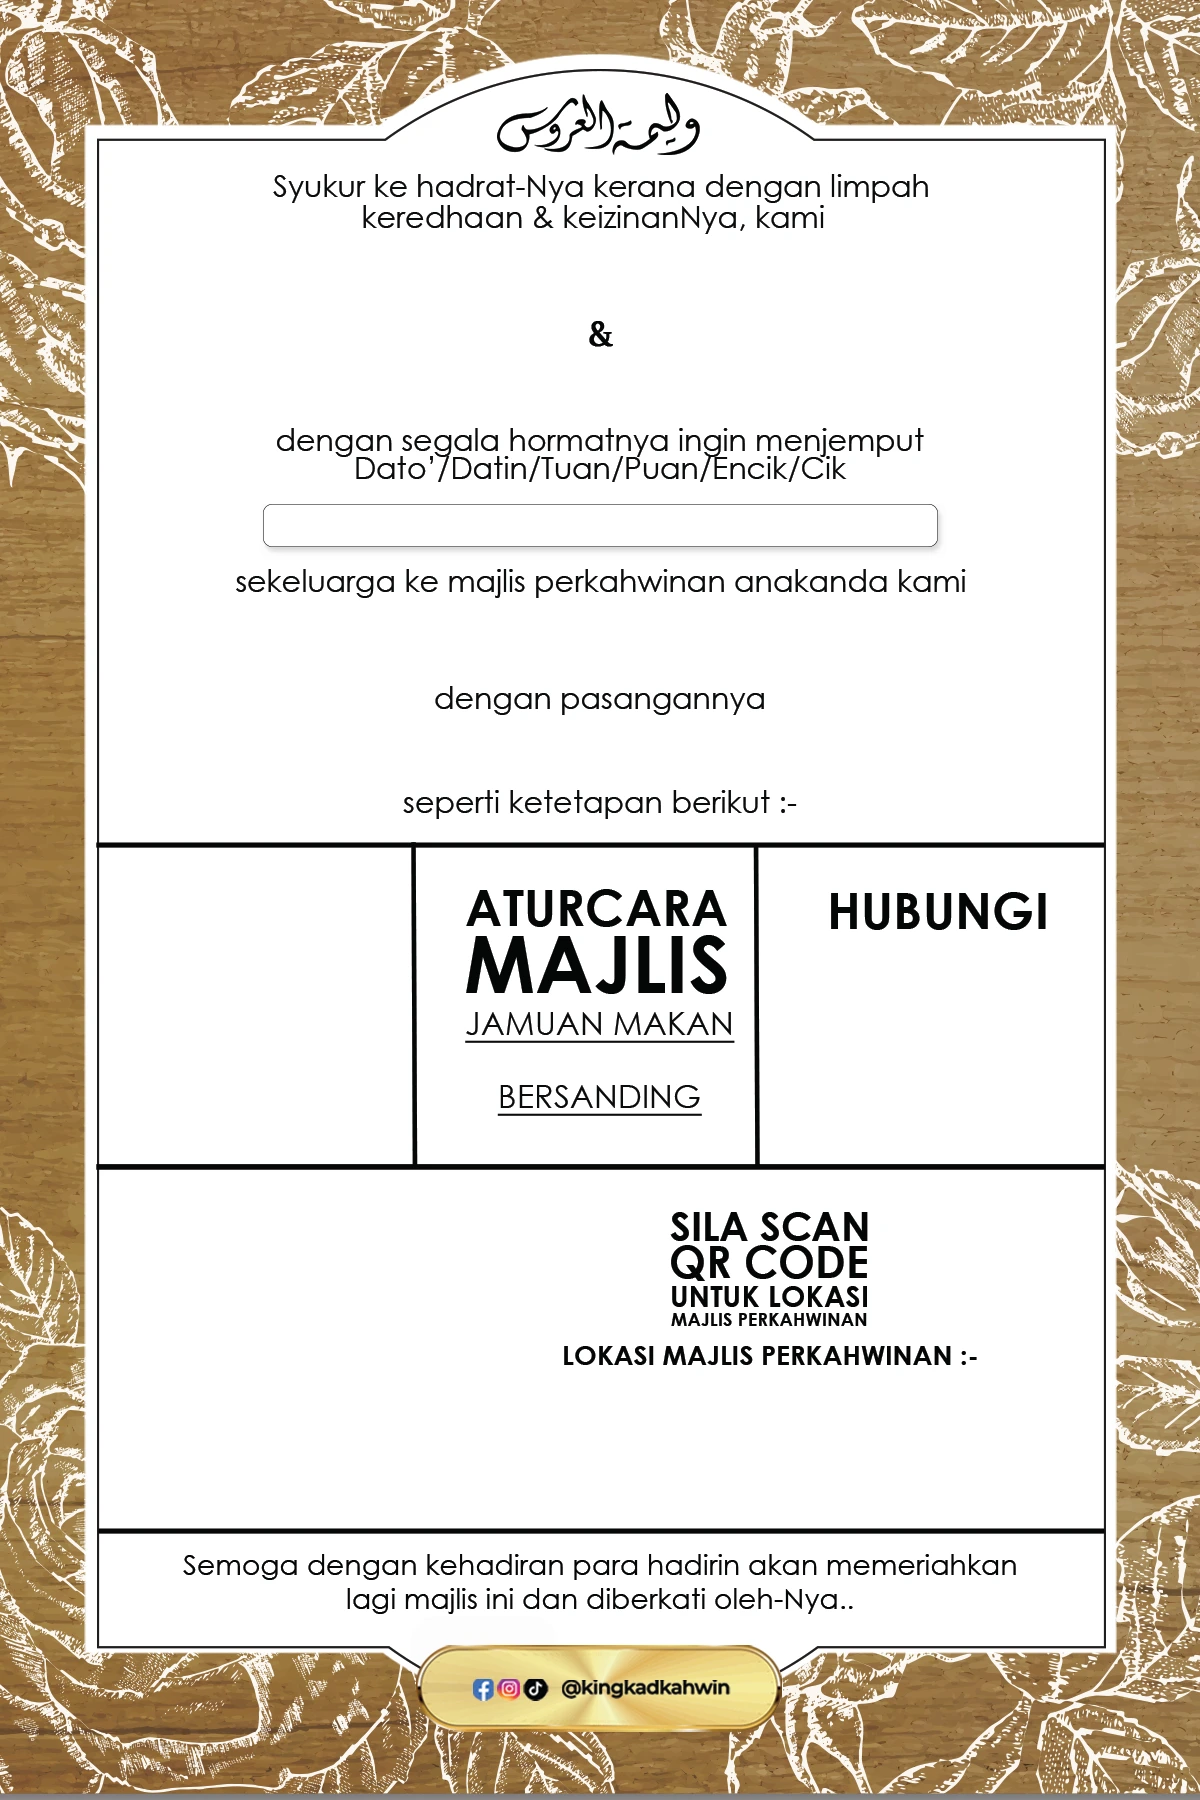 وليمة العروس
Syukur ke hadrat-Nya kerana dengan limpah
keredhaan & keizinanNya, kami
&
dengan segala hormatnya ingin menjemput
Dato’/Datin/Tuan/Puan/Encik/Cik
sekeluarga ke majlis perkahwinan anakanda kami
dengan pasangannya
seperti ketetapan berikut :-
ATURCARA
MAJLIS
JAMUAN MAKAN
BERSANDING
HUBUNGI
SILA SCAN
QR CODE
UNTUK LOKASI
MAJLIS PERKAHWINAN
LOKASI MAJLIS PERKAHWINAN :-
Semoga dengan kehadiran para hadirin akan memeriahkan
lagi majlis ini dan diberkati oleh-Nya..
@kingkadkahwin